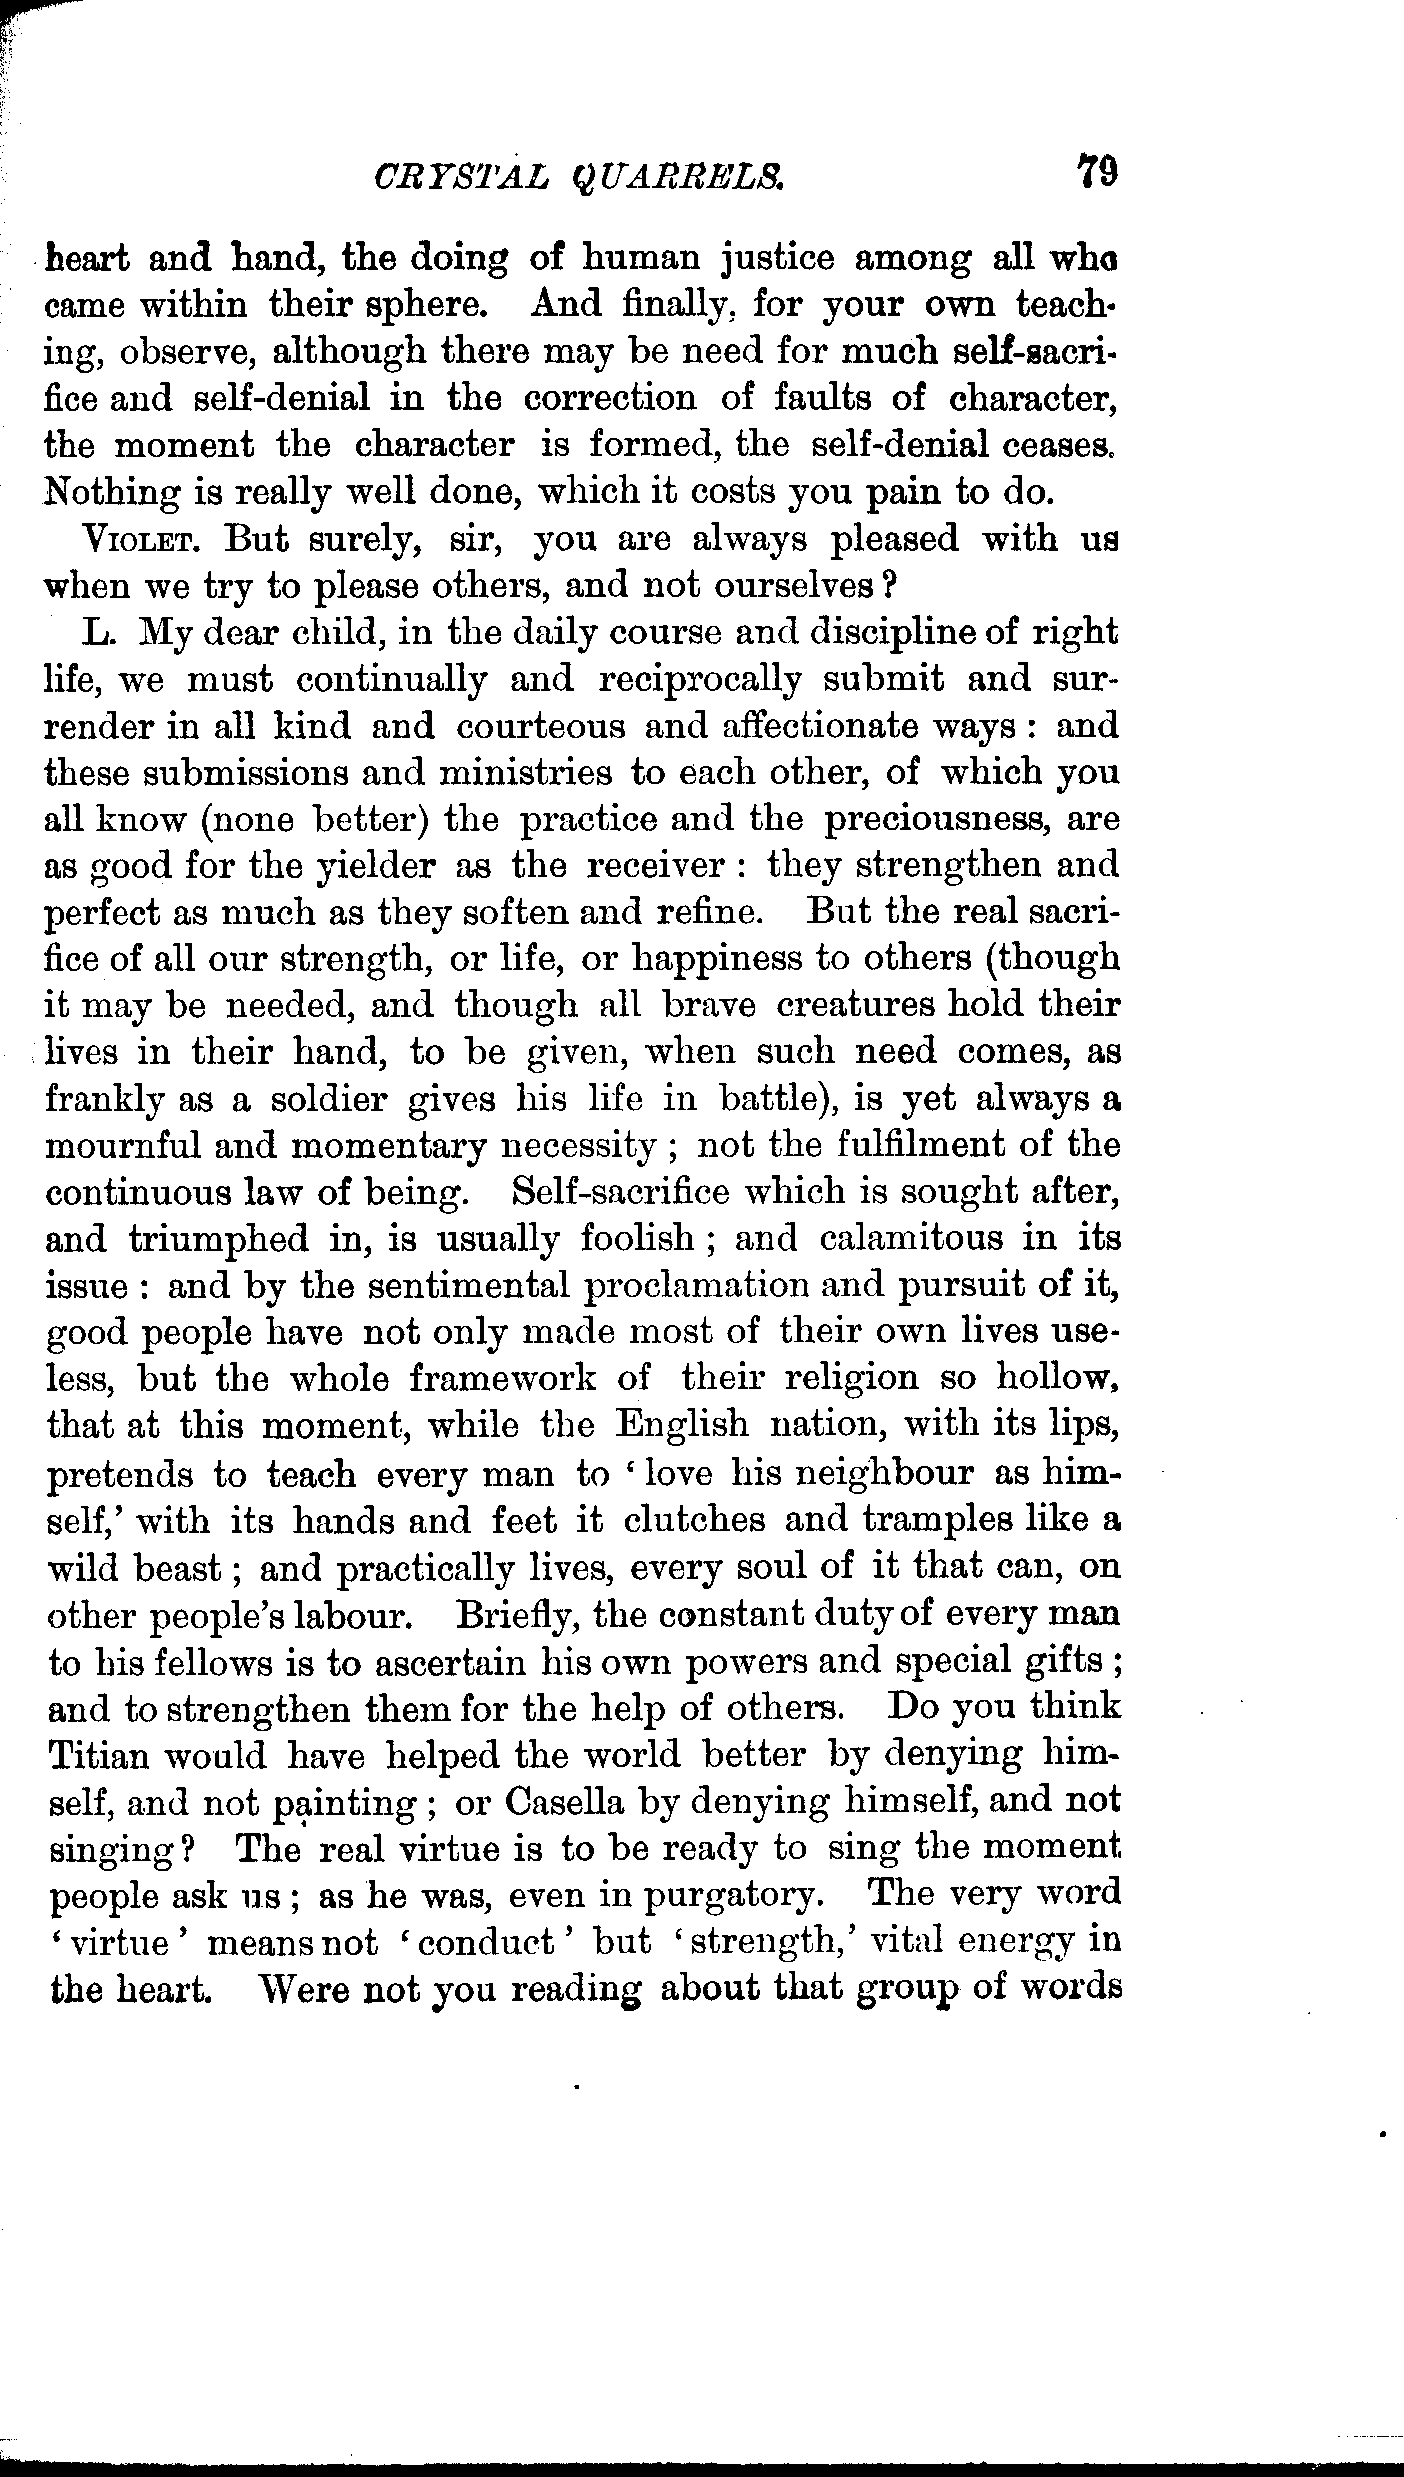 CRYSTAL QUARRELS. 79
heart and hand, the doing of human justice among all who
came within their sphere. And finally, for your own teach-
ing, observe, although there may be need for much self-sacri-
fice and self-denial in the correction of faults of character,
the moment the character is formed, the self-denial ceases.
Nothing is really well done, which it costs you pain to do.
VIOLET. But surely, sir, you are always pleased with us
when we try to please others, and not ourselves?
L. My dear child, in the daily course and discipline of right
life, we must continually and reciprocally submit and sur-
render in all kind and courteous and affectionate ways : and
these submissions and ministries to each other, of which you
all know (none better) the practice and the preciousness, are
as good for the yielder as the receiver : they strengthen and
perfect as much as they soften and refine. But the real sacri-
fice of all our strength, or life, or happiness to others (though
it may be needed, and though all brave creatures hold their
lives in their hand, to be given, when such need comes, as
frankly as a soldier gives his life in battle), is yet always a
mournful and momentary necessity ; not the fulfilment of the
continuous law of being. Self-sacrifice which is sought after,
and triumphed in, is usually foolish ; and calamitous in its
issue : and by the sentimental proclamation and pursuit of it,
good people have not only made most of their own lives use-
less, but the whole framework of their religion so hollow,
that at this moment, while the English nation, with its lips,
pretends to teach every man to ‘ love his neighbour as him-
self,’ with its hands and feet it clutches and tramples like a
wild beast ; and practically lives, every soul of it that can, on
other people’s labour. Briefly, the constant duty of every man
to his fellows is to ascertain his own powers and special gifts ;
and to strengthen them for the help of others. Do you think
Titian would have helped the world better by denying him-
self, and not painting ; or Casella by denying himself, and not
singing? The real virtue is to be ready to sing the moment
people ask us ; as he was, even in purgatory. The very word
‘ virtue ’ means not ‘ conduct ’ but ‘ strength,’ vital energy in
the heart. Were not you reading about that group of words